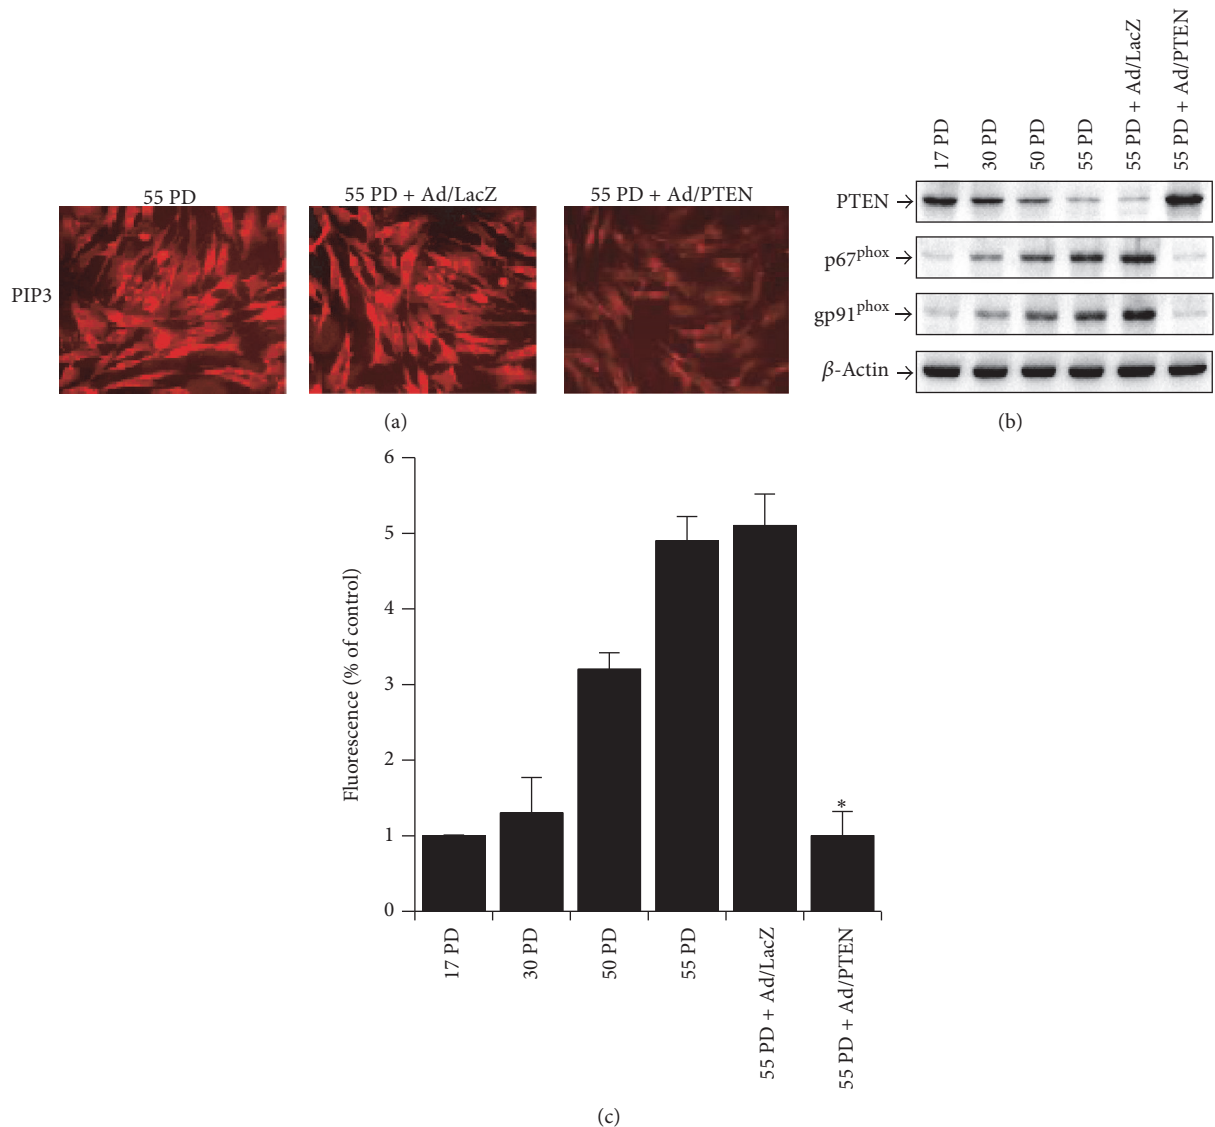 55 PD
55 PD + Ad/LacZ
55 PD + Ad/PTEN
PIP3
(a)
17 PD
30 PD
50 PD
55 PD
55 PD + Ad/LacZ
55 PD + Ad/PTEN
PTEN
p67phox
gp91phox
β-Actin
(b)
Fluorescence (% of control)
6
5
4
3
2
1
0
*
17 PD
30 PD
50 PD
55 PD
55 PD + Ad/LacZ
55 PD + Ad/PTEN
(c)